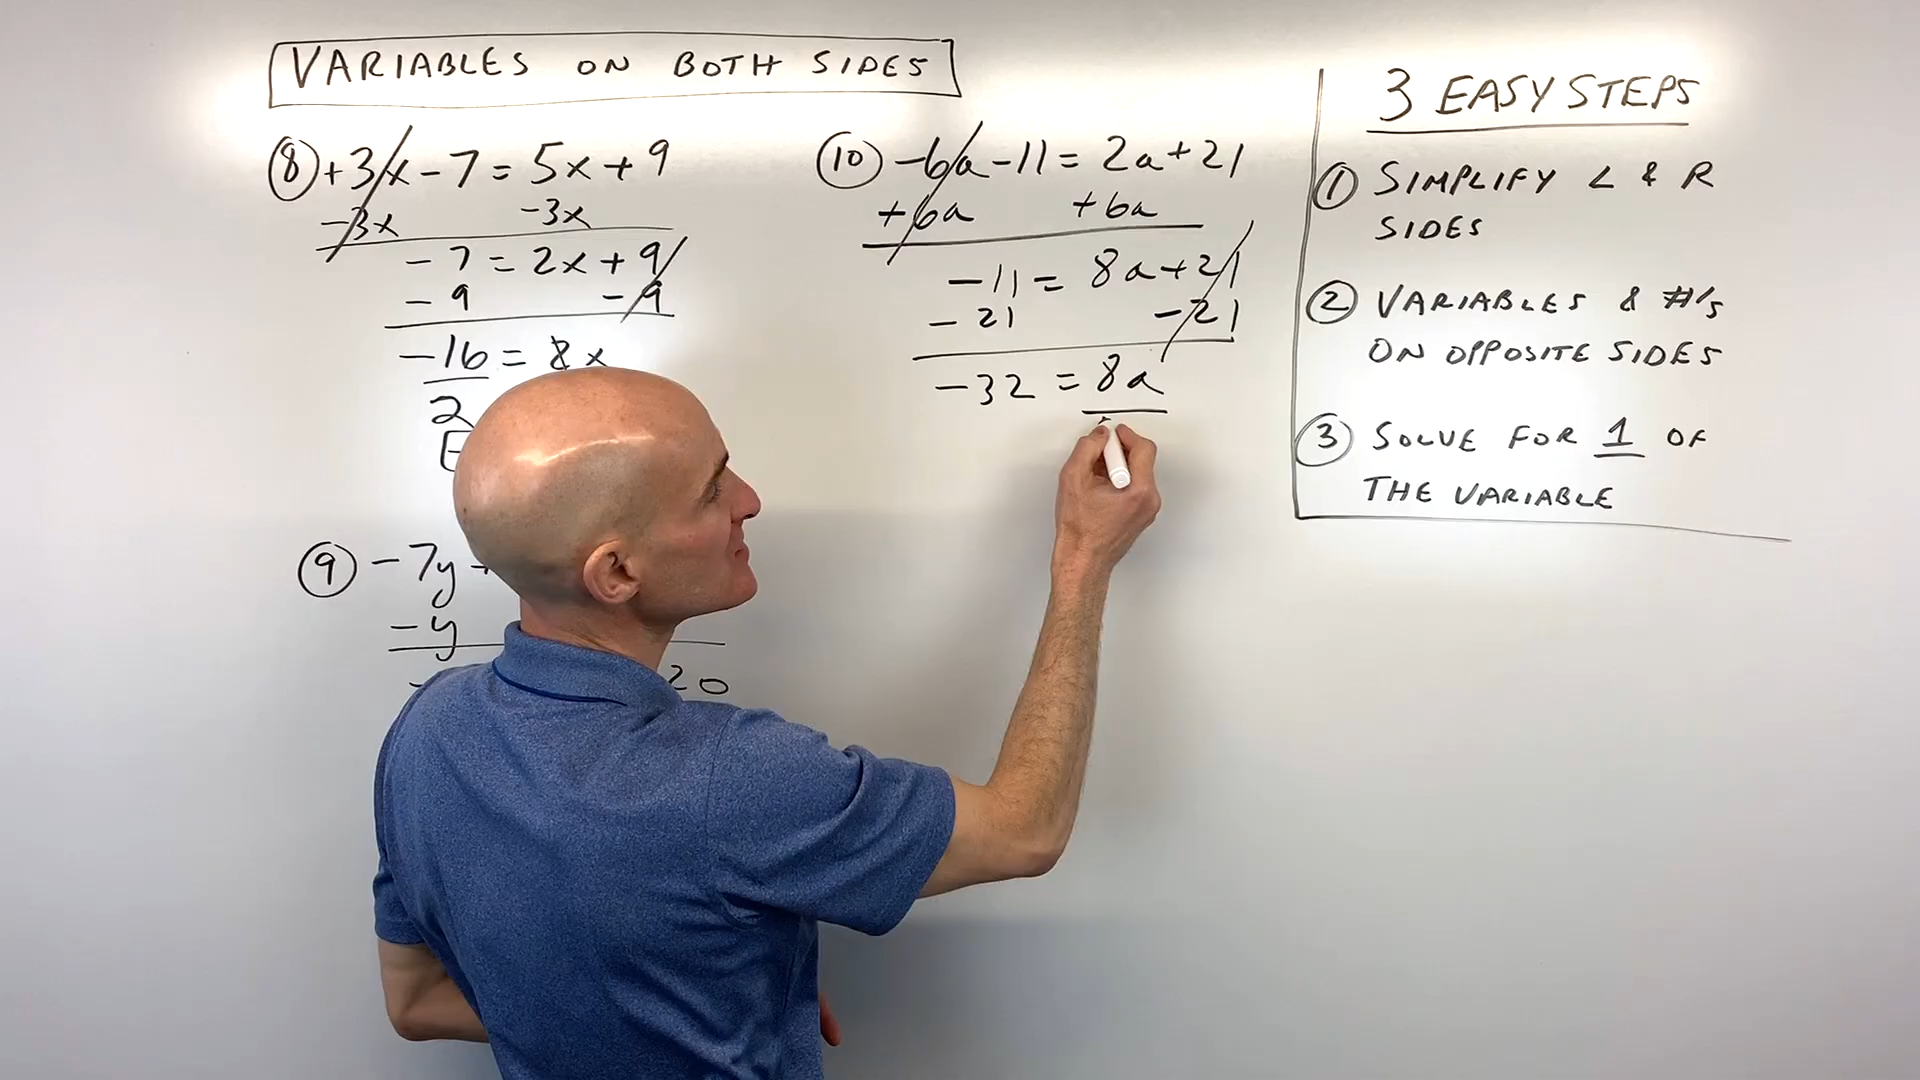 VARIABLES ON BOTH SIDES
⑧ +3x - 7 = 5x + 9
-3x -3x
-7 = 2x + 9
-9 -9
-16 = x
2
⑨ -7y
-y
20
⑩ -6a - 11 = 2a + 21
+6a +6a
-11 = 8a + 21
-21 -21
-32 = 8a
3 EASY STEPS
① SIMPLIFY L & R
SIDES
② VARIABLES & #'s
ON OPPOSITE SIDES
③ SOLVE FOR 1 OF
THE VARIABLE